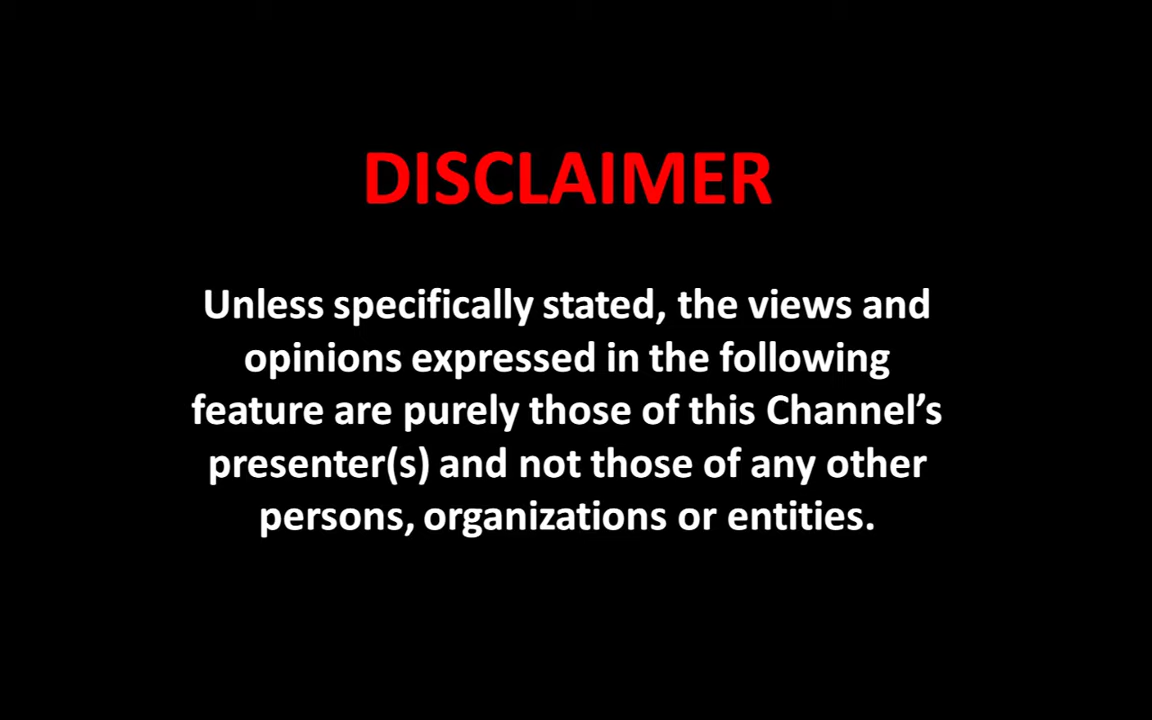 DISCLAIMER
Unless specifically stated, the views and
opinions expressed in the following
feature are purely those of this Channel’s
presenter(s) and not those of any other
persons, organizations or entities.